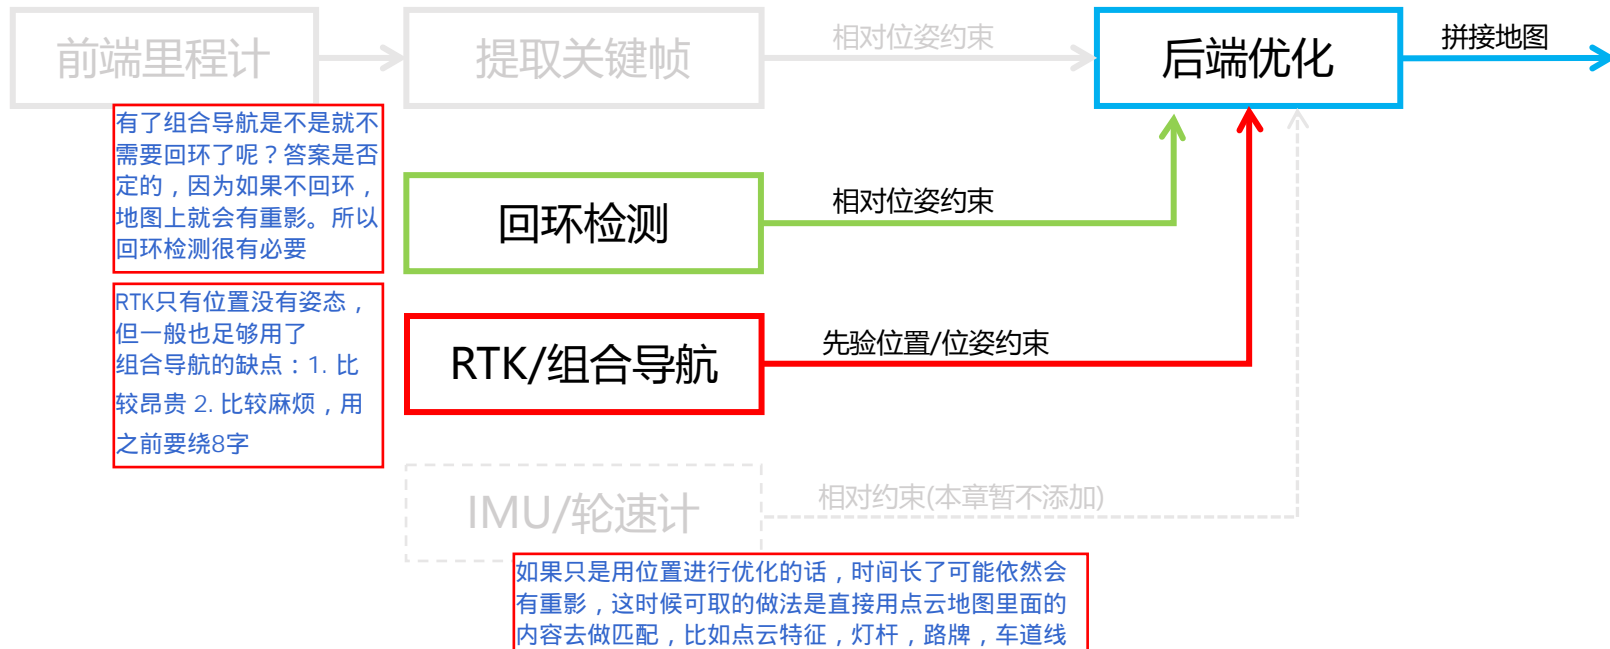 前端里程计
提取关键帧
相对位姿约束
后端优化
拼接地图
有了组合导航是不是就不
需要回环了呢？答案是否
定的，因为如果不回环，
地图上就会有重影。所以
回环检测很有必要
回环检测
相对位姿约束
RTK只有位置没有姿态，
但一般也足够用了
组合导航的缺点：1. 比
较昂贵 2. 比较麻烦，用
之前要绕8字
RTK/组合导航
先验位置/位姿约束
IMU/轮速计
相对约束(本章暂不添加)
如果只是用位置进行优化的话，时间长了可能依然会
有重影，这时候可取的做法是直接用点云地图里面的
内容去做匹配，比如点云特征，灯杆，路牌，车道线